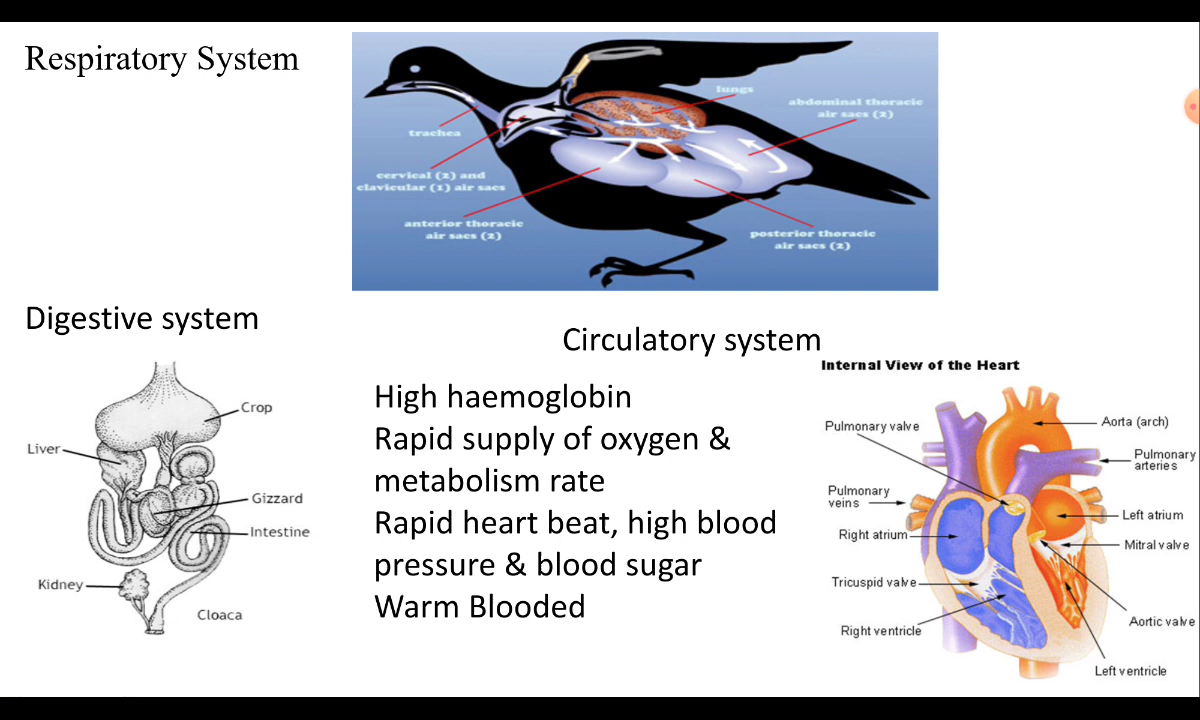 Respiratory System
lungs
abdominal thoracic
air sacs (2)
trachea
cervical (2) and
clavicular (1) air sacs
anterior thoracic
air sacs (2)
posterior thoracic
air sacs (2)
Digestive system
Crop
Liver
Gizzard
Intestine
Kidney
Cloaca
Circulatory system
High haemoglobin
Rapid supply of oxygen &
metabolism rate
Rapid heart beat, high blood
pressure & blood sugar
Warm Blooded
Internal View of the Heart
Pulmonary valve
Aorta (arch)
Pulmonary
arteries
Pulmonary
veins
Left atrium
Right atrium
Mitral valve
Tricuspid valve
Aortic valve
Right ventricle
Left ventricle